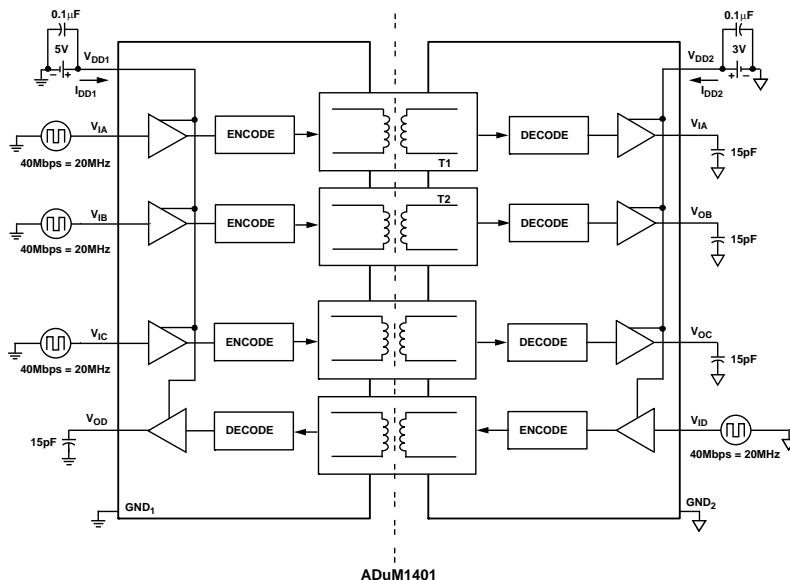 0.1µF
5V
VDD1
IDD1
0.1µF
3V
VDD2
IDD2
VIA
40Mbps = 20MHz
ENCODE
T1
DECODE
VIA
15pF
VIB
40Mbps = 20MHz
ENCODE
T2
DECODE
VOB
15pF
VIC
40Mbps = 20MHz
ENCODE
DECODE
VOC
15pF
VOD
15pF
DECODE
ENCODE
VID
40Mbps = 20MHz
GND1
GND2
ADuM1401